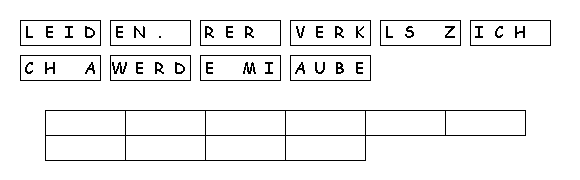 LEID EN. RER VERK LS Z ICH
CH A WERD E MI AUBE